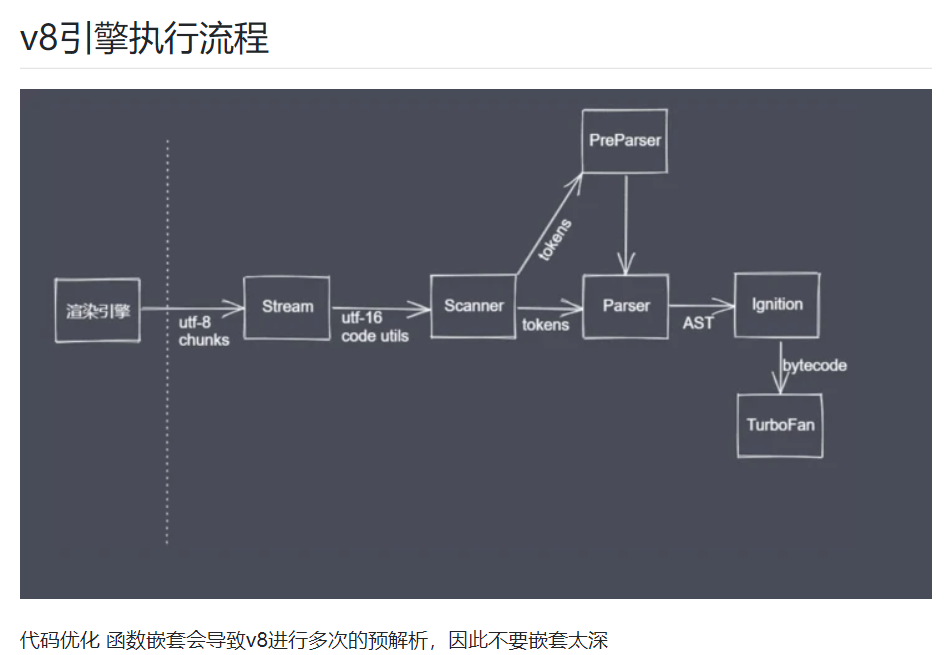 v8引擎执行流程
PreParser
tokens
渲染引擎
utf-8
chunks
Stream
utf-16
code utils
Scanner
tokens
Parser
AST
Ignition
bytecode
TurboFan
代码优化 函数嵌套会导致v8进行多次的预解析，因此不要嵌套太深